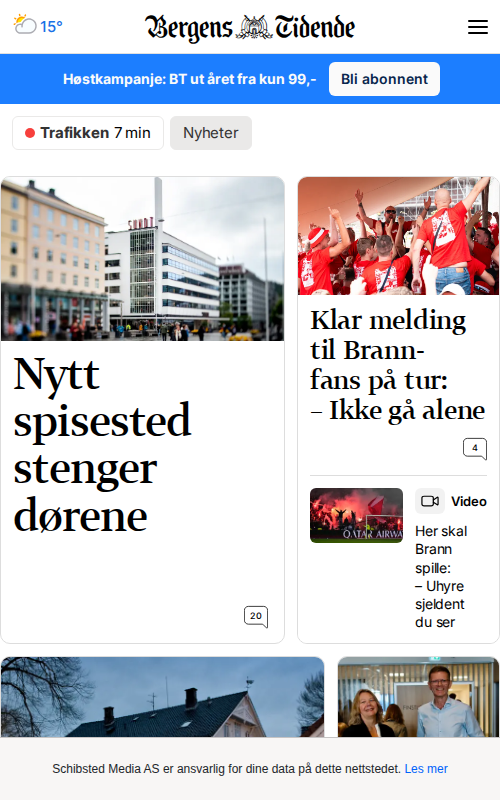 15°
Bergens Tidende
Høstkampanje: BT ut året fra kun 99,-
Bli abonnent
Trafikken 7 min
Nyheter
SUNDT
Nytt
spisested
stenger
dørene
20
Klar melding
til Brann-
fans på tur:
– Ikke gå alene
4
QATAR AIRWA
Video
Her skal
Brann
spille:
– Uhyre
sjeldent
du ser
Schibsted Media AS er ansvarlig for dine data på dette nettstedet. Les mer